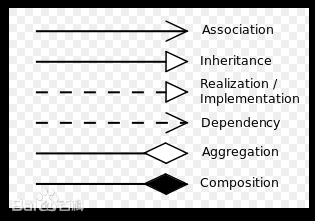 Association
Inheritance
Realization /
Implementation
Dependency
Aggregation
Composition